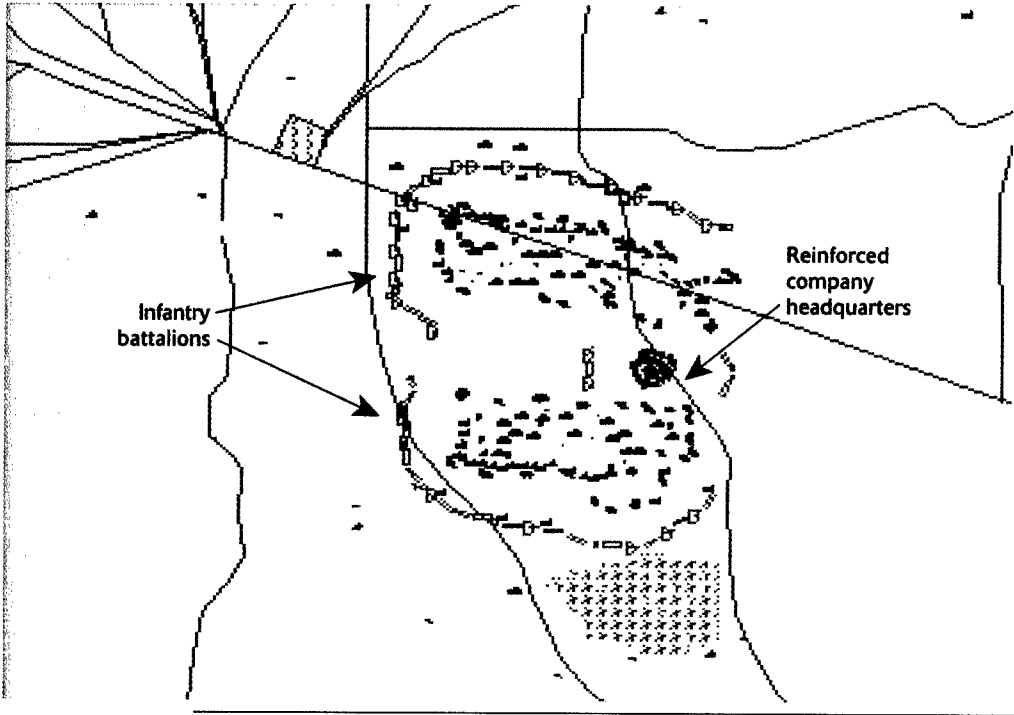 Reinforced
company
headquarters
Infantry
battalions